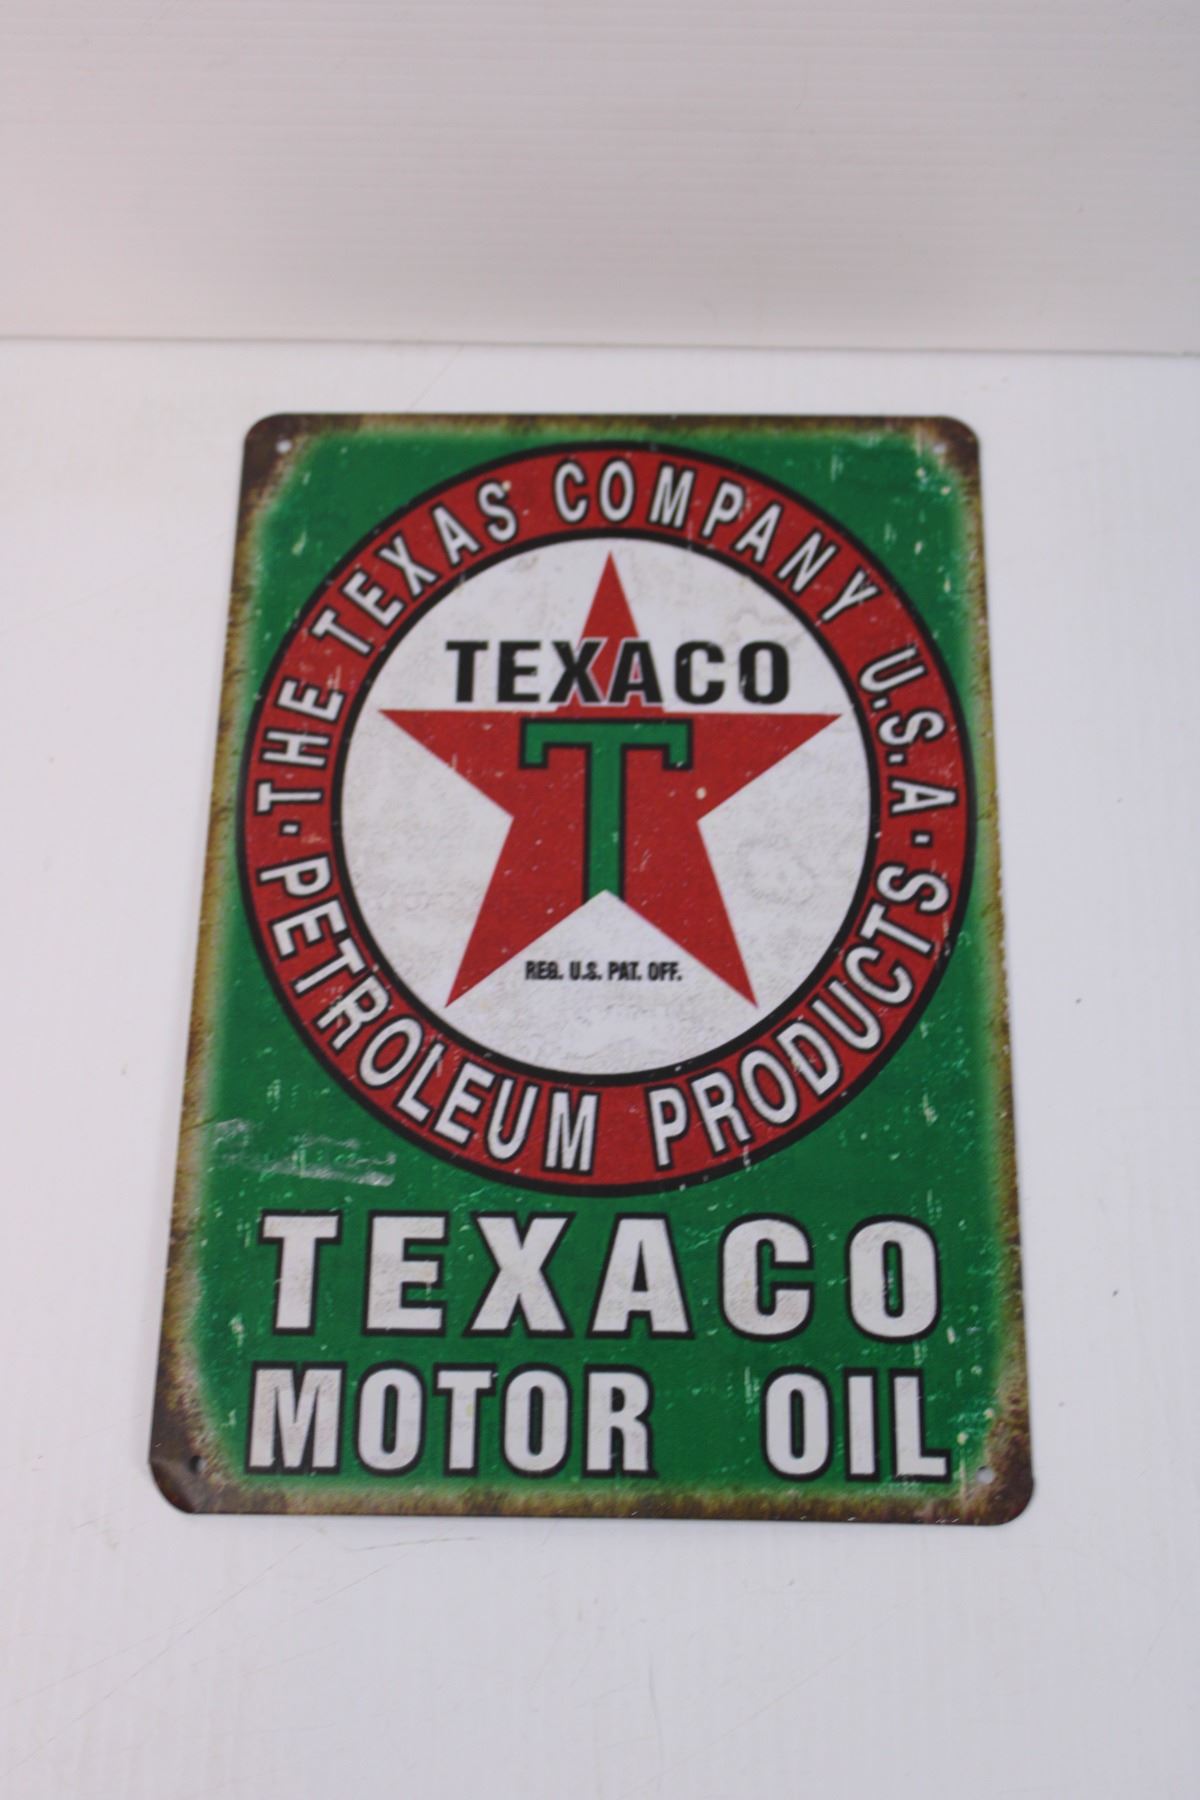 THE TEXAS COMPANY U.S.A.
TEXACO
T
REG. U.S. PAT. OFF.
PETROLEUM PRODUCTS
TEXACO
MOTOR OIL